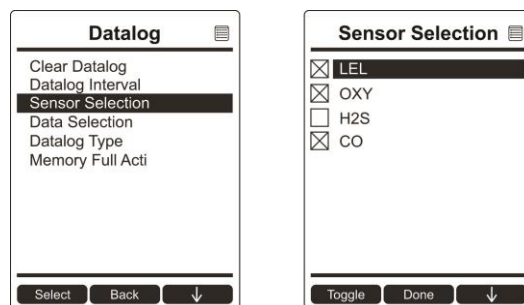 Datalog
Clear Datalog
Datalog Interval
Sensor Selection
Data Selection
Datalog Type
Memory Full Acti
Select Back ↓
Sensor Selection
LEL
OXY
H2S
CO
Toggle Done ↓